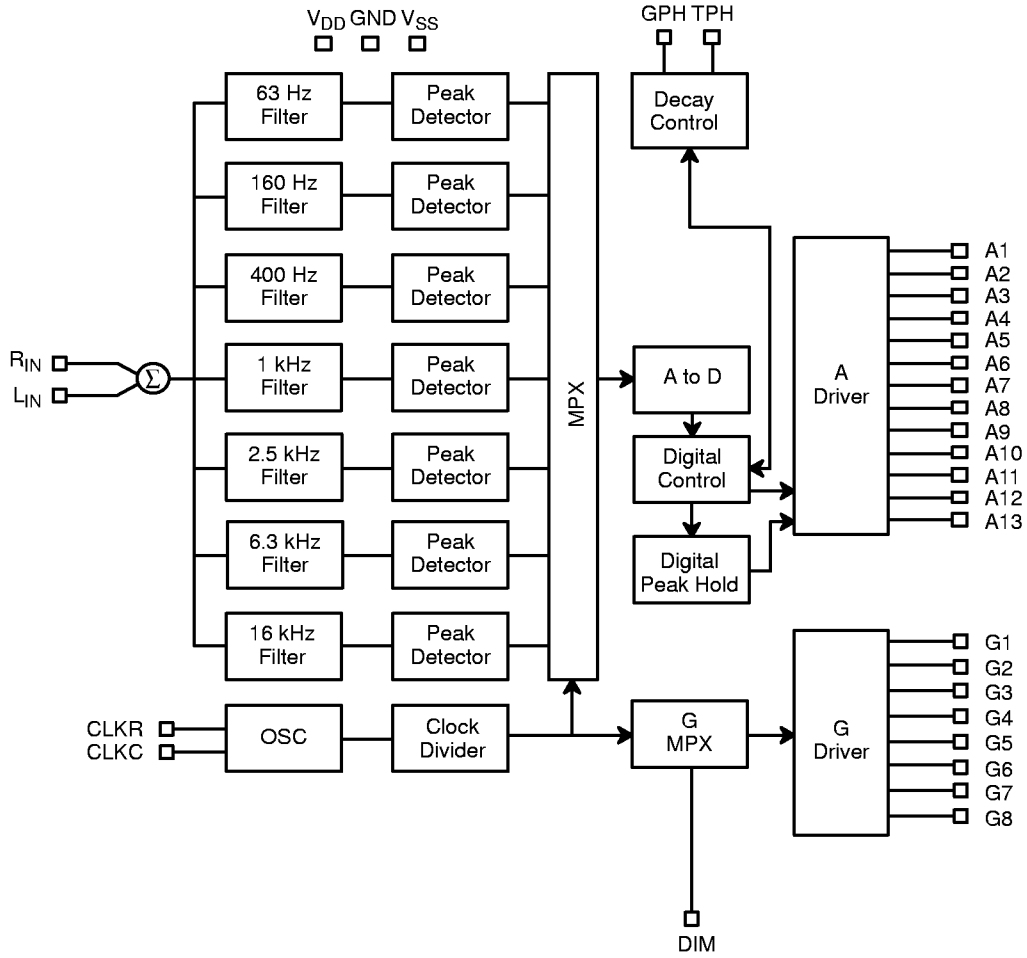 VDD GND VSS
GPH TPH
63 Hz
Filter
Peak
Detector
Decay
Control
160 Hz
Filter
Peak
Detector
400 Hz
Filter
Peak
Detector
RIN
LIN
Σ
1 kHz
Filter
Peak
Detector
MPX
A to D
2.5 kHz
Filter
Peak
Detector
Digital
Control
6.3 kHz
Filter
Peak
Detector
Digital
Peak Hold
16 kHz
Filter
Peak
Detector
A
Driver
A1
A2
A3
A4
A5
A6
A7
A8
A9
A10
A11
A12
A13
CLKR
CLKC
OSC
Clock
Divider
G
MPX
G
Driver
G1
G2
G3
G4
G5
G6
G7
G8
DIM